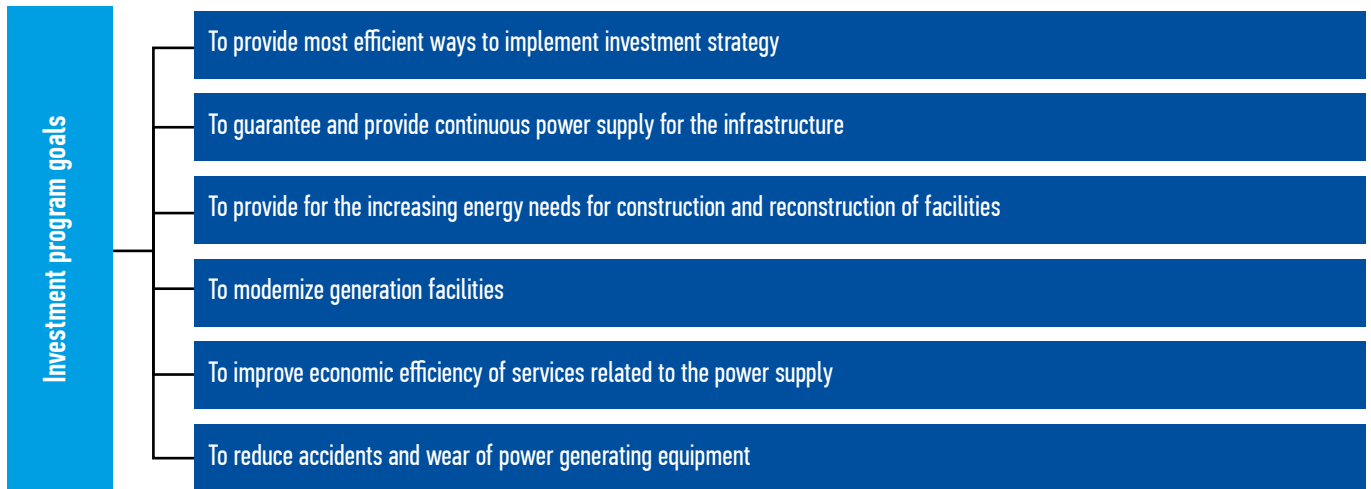 Investment program goals
To provide most efficient ways to implement investment strategy
To guarantee and provide continuous power supply for the infrastructure
To provide for the increasing energy needs for construction and reconstruction of facilities
To modernize generation facilities
To improve economic efficiency of services related to the power supply
To reduce accidents and wear of power generating equipment